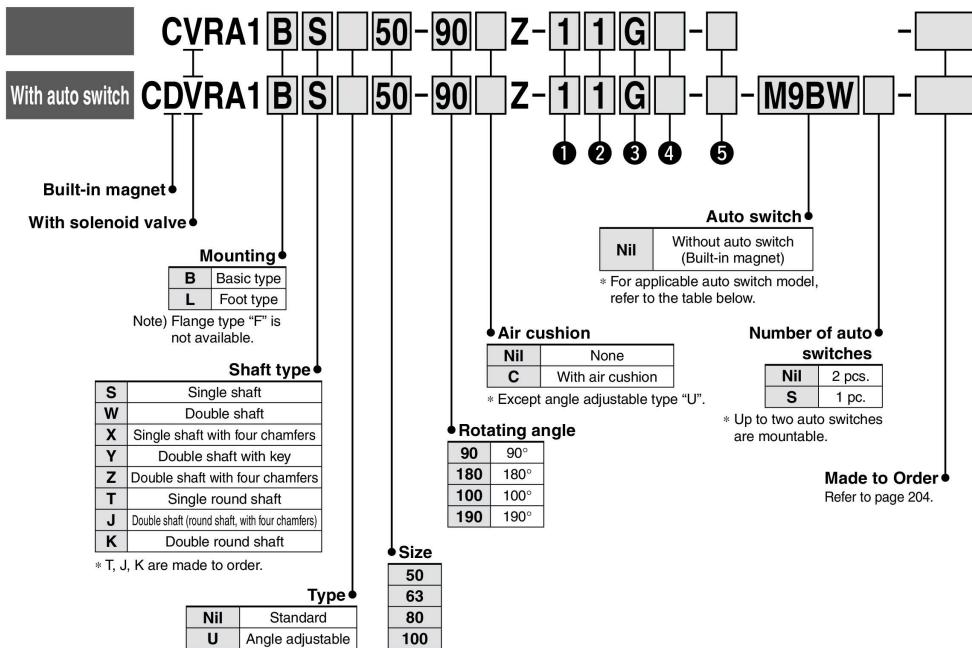 CVRA1 B S 50-90 Z-1 1 G - -
With auto switch CDVRA1 B S 50-90 Z-1 1 G - - M9BW -
1 2 3 4 5
Built-in magnet
With solenoid valve
Mounting
B Basic type
L Foot type
Note) Flange type “F” is
not available.
Shaft type
S Single shaft
W Double shaft
X Single shaft with four chamfers
Y Double shaft with key
Z Double shaft with four chamfers
T Single round shaft
J Double shaft (round shaft, with four chamfers)
K Double round shaft
* T, J, K are made to order.
Type
Nil Standard
U Angle adjustable
Size
50
63
80
100
Rotating angle
90 90°
180 180°
100 100°
190 190°
Air cushion
Nil None
C With air cushion
* Except angle adjustable type “U”.
Auto switch
Nil Without auto switch
(Built-in magnet)
* For applicable auto switch model,
refer to the table below.
Number of auto
switches
Nil 2 pcs.
S 1 pc.
* Up to two auto switches
are mountable.
Made to Order
Refer to page 204.